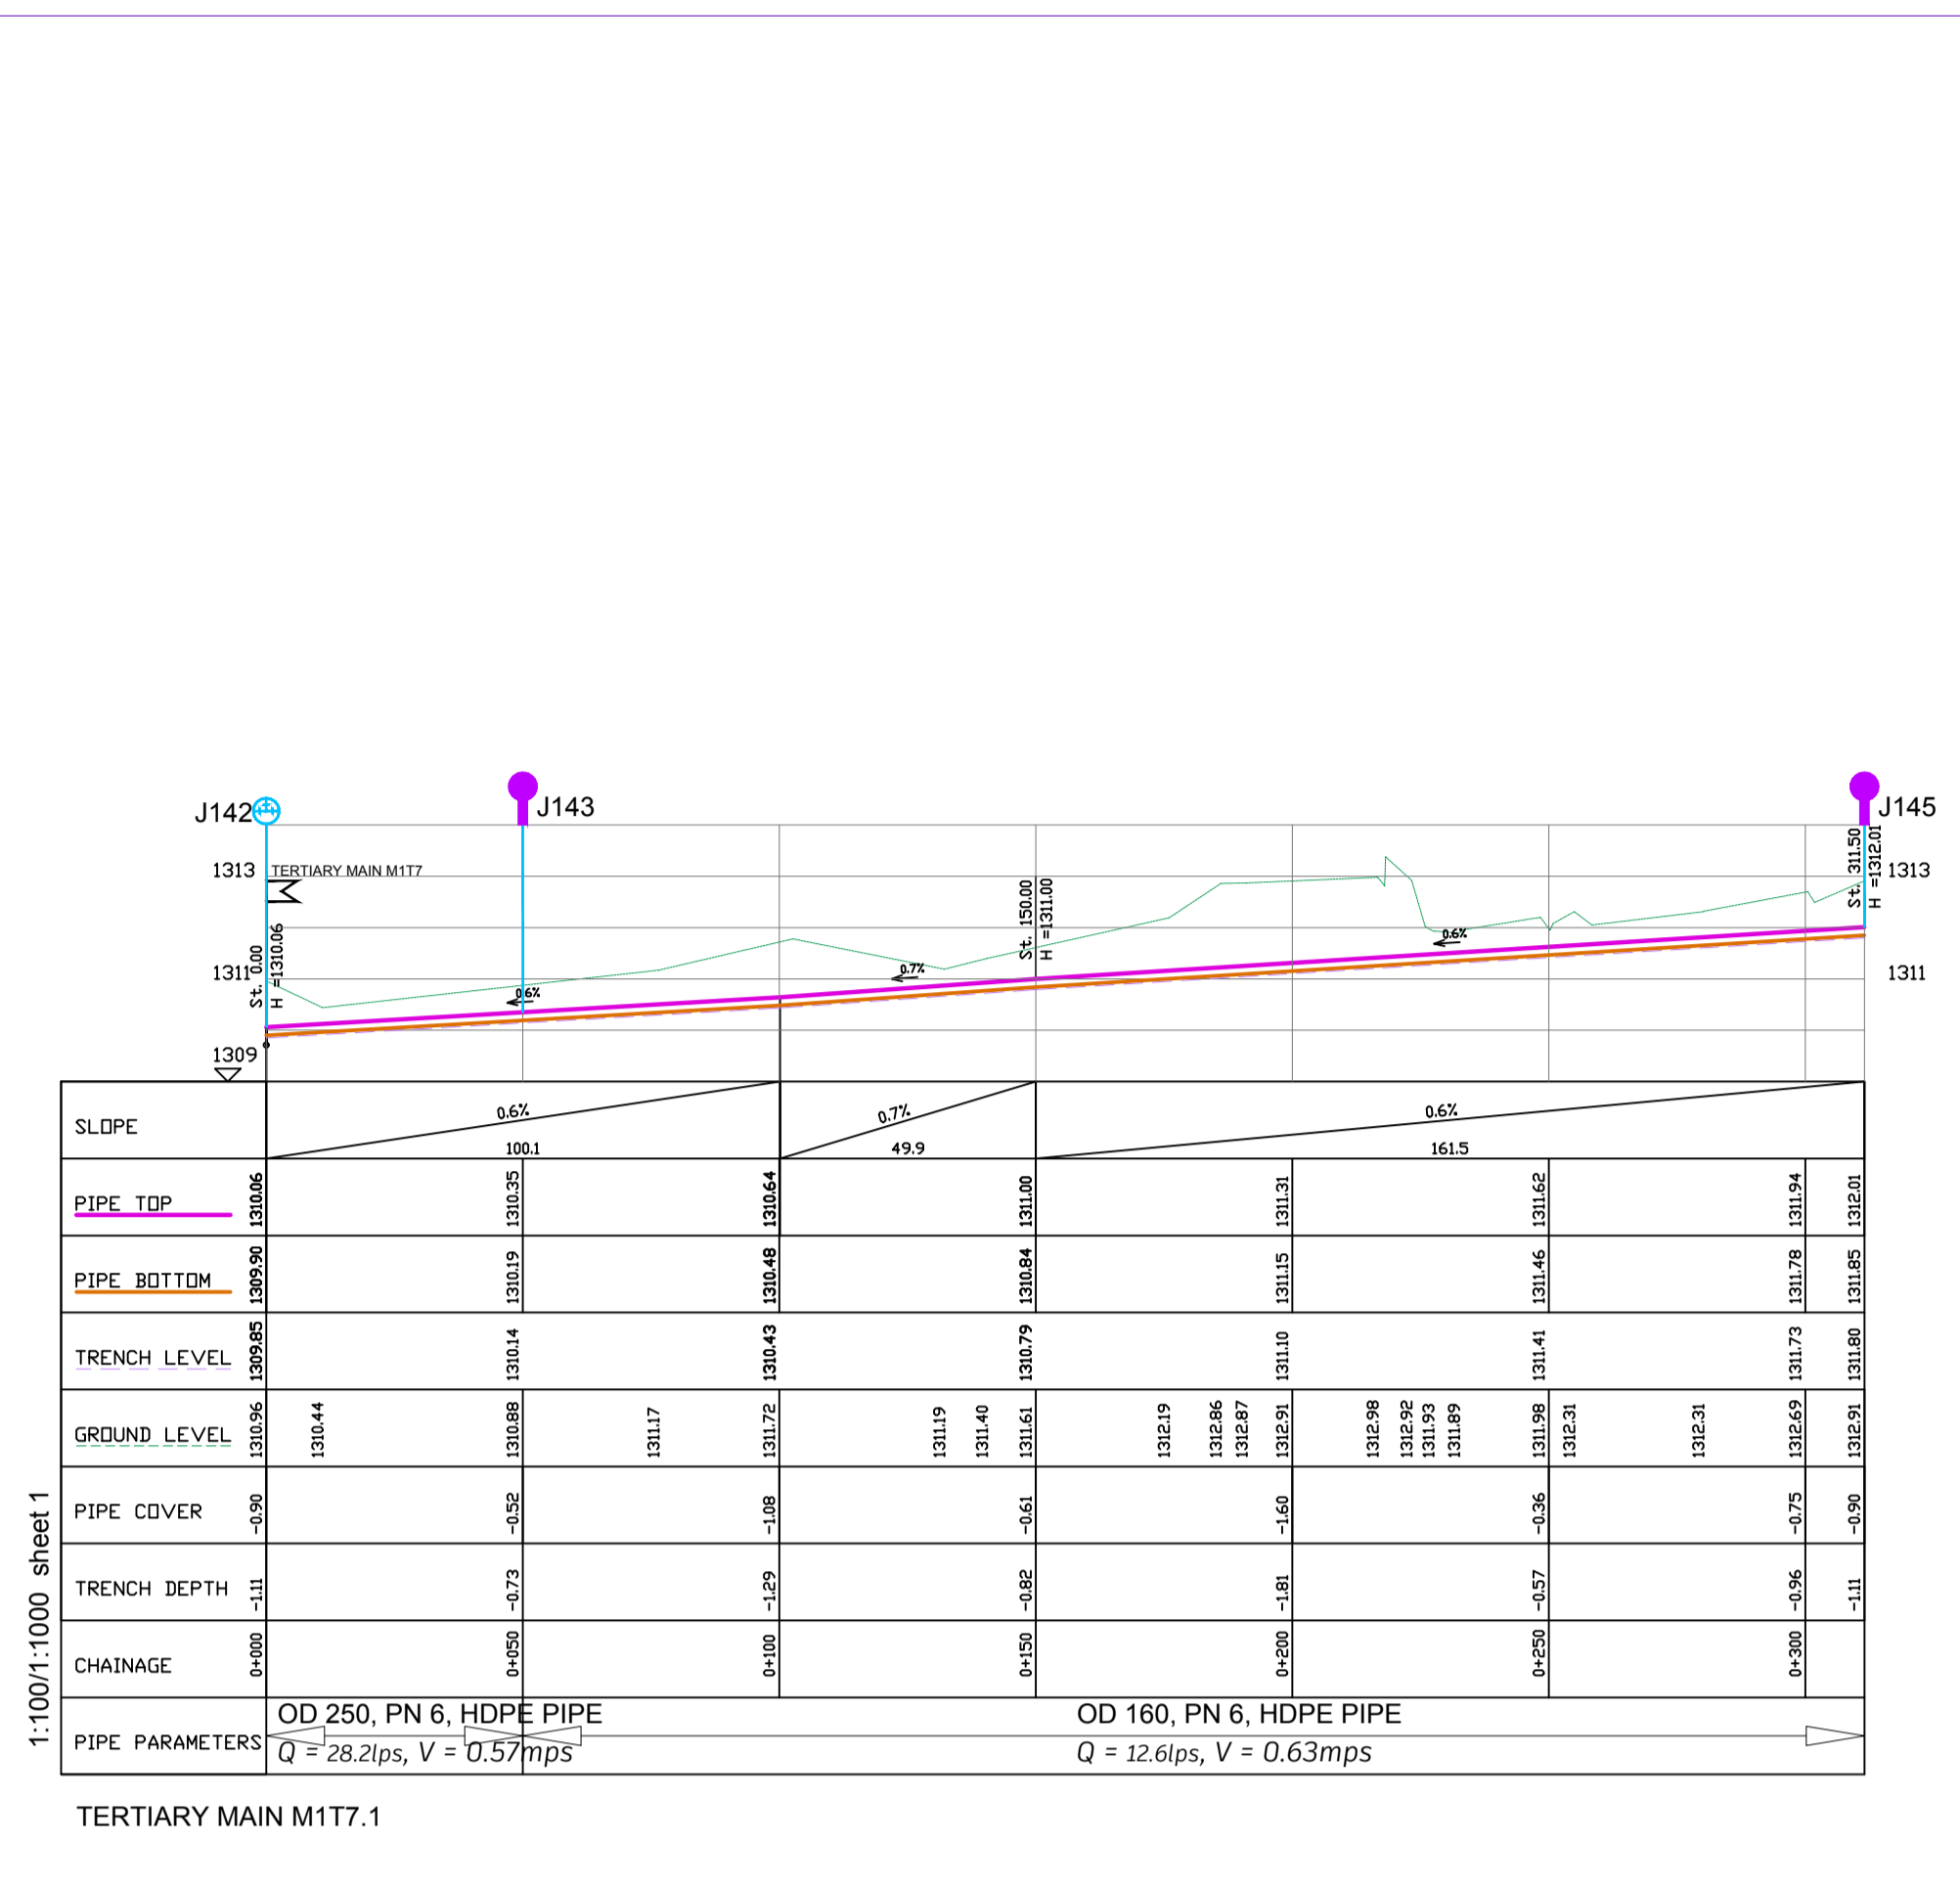 J142
J143
J145
1313
TERTIARY MAIN M1T7
1313
St. 0.00
H =1310.06
St. 150.00
H =1311.00
St. 311.50
H =1312.01
1311
1311
0.6%
0.7%
0.6%
1309
SLOPE
0.6%
100.1
0.7%
49.9
0.6%
161.5
PIPE TOP 1310.06 1310.35 1310.64 1311.00 1311.31 1311.62 1311.94 1312.01
PIPE BOTTOM 1309.90 1310.19 1310.48 1310.84 1311.15 1311.46 1311.78 1311.85
TRENCH LEVEL 1309.85 1310.14 1310.43 1310.79 1311.10 1311.41 1311.73 1311.80
GROUND LEVEL 1310.96 1310.44 1310.88 1311.17 1311.72 1311.19 1311.40 1311.61 1312.19 1312.86 1312.87 1312.91 1312.98 1312.92 1311.93 1311.89 1311.98 1312.31 1312.31 1312.69 1312.91
PIPE COVER -0.90 -0.52 -1.08 -0.61 -1.60 -0.36 -0.75 -0.90
TRENCH DEPTH -1.11 -0.73 -1.29 -0.82 -1.81 -0.57 -0.96 -1.11
CHAINAGE 0+000 0+050 0+100 0+150 0+200 0+250 0+300
PIPE PARAMETERS
OD 250, PN 6, HDPE PIPE
Q = 28.2lps, V = 0.57mps
OD 160, PN 6, HDPE PIPE
Q = 12.6lps, V = 0.63mps
1:100/1:1000 sheet 1
TERTIARY MAIN M1T7.1